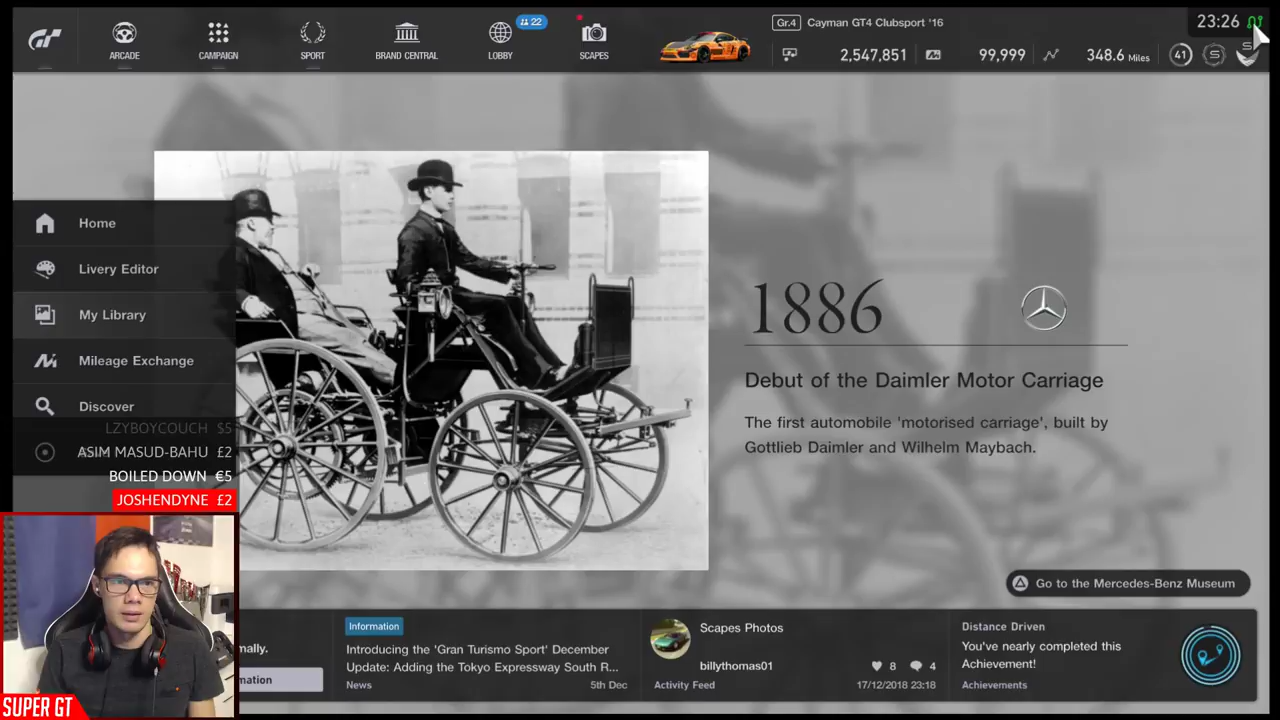 ARCADE
CAMPAIGN
SPORT
BRAND CENTRAL
LOBBY
22
SCAPES
Gr.4 Cayman GT4 Clubsport '16
2,547,851
99,999
348.6 Miles
41
S
S
23:26
Home
Livery Editor
My Library
Mileage Exchange
Discover
LZYBOYCOUCH $5
ASIM MASUD-BAHU £2
BOILED DOWN €5
JOSHENDYNE £2
SUPER GT
1886
Debut of the Daimler Motor Carriage
The first automobile 'motorised carriage', built by
Gottlieb Daimler and Wilhelm Maybach.
Go to the Mercedes-Benz Museum
mally.
mation
Information
Introducing the 'Gran Turismo Sport' December
Update: Adding the Tokyo Expressway South R...
News
5th Dec
Scapes Photos
billythomas01
8
4
Activity Feed
17/12/2018 23:18
Distance Driven
You've nearly completed this
Achievement!
Achievements